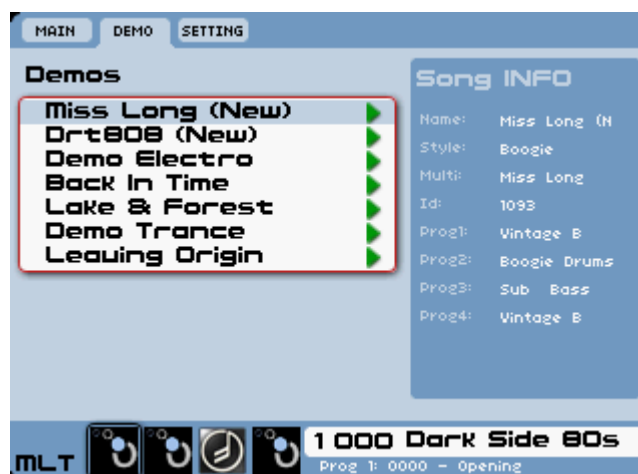 MAIN DEMO SETTING
Demos
Miss Long (New)
Drt808 (New)
Demo Electro
Back In Time
Lake & Forest
Demo Trance
Leaving Origin
Song INFO
Name: Miss Long (N
Style: Boogie
Multi: Miss Long
Id: 1093
Prog1: Vintage B
Prog2: Boogie Drums
Prog3: Sub Bass
Prog4: Vintage B
MLT
1 000 Dark Side 80s
Prog 1: 0000 - Opening